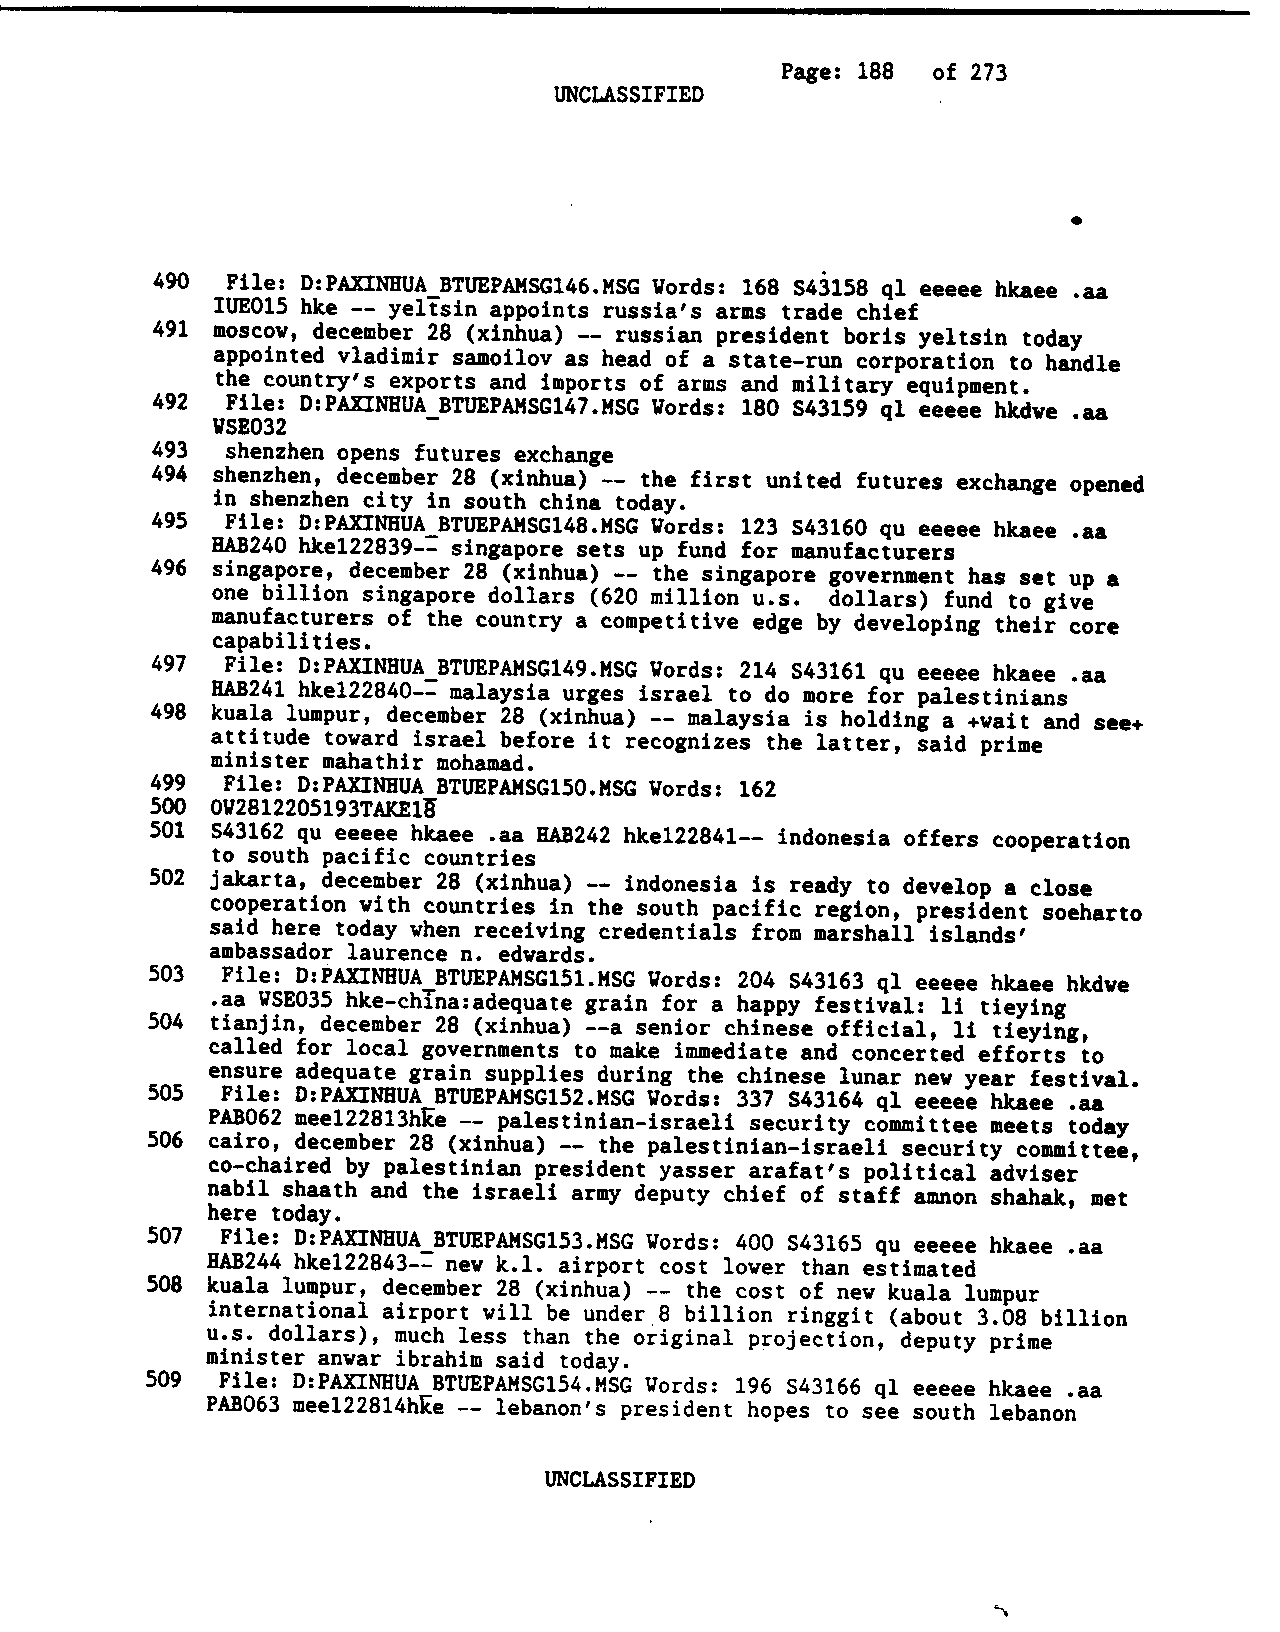 Page: 188 of 273
UNCLASSIFIED
490 File: D:PAXINHUA_BTUEPAMSG146.MSG Words: 168 S43158 ql eeeee hkaee .aa
IUE015 hke -- yeltsin appoints russia's arms trade chief
491 moscow, december 28 (xinhua) -- russian president boris yeltsin today
appointed vladimir samoilov as head of a state-run corporation to handle
the country's exports and imports of arms and military equipment.
492 File: D:PAXINHUA_BTUEPAMSG147.MSG Words: 180 S43159 ql eeeee hkdwe .aa
WSE032
493 shenzhen opens futures exchange
494 shenzhen, december 28 (xinhua) -- the first united futures exchange opened
in shenzhen city in south china today.
495 File: D:PAXINHUA_BTUEPAMSG148.MSG Words: 123 S43160 qu eeeee hkaee .aa
HAB240 hke122839-- singapore sets up fund for manufacturers
496 singapore, december 28 (xinhua) -- the singapore government has set up a
one billion singapore dollars (620 million u.s. dollars) fund to give
manufacturers of the country a competitive edge by developing their core
capabilities.
497 File: D:PAXINHUA_BTUEPAMSG149.MSG Words: 214 S43161 qu eeeee hkaee .aa
HAB241 hke122840-- malaysia urges israel to do more for palestinians
498 kuala lumpur, december 28 (xinhua) -- malaysia is holding a +wait and see+
attitude toward israel before it recognizes the latter, said prime
minister mahathir mohamad.
499 File: D:PAXINHUA_BTUEPAMSG150.MSG Words: 162
500 OW2812205193TAKE18
501 S43162 qu eeeee hkaee .aa HAB242 hke122841-- indonesia offers cooperation
to south pacific countries
502 jakarta, december 28 (xinhua) -- indonesia is ready to develop a close
cooperation with countries in the south pacific region, president soeharto
said here today when receiving credentials from marshall islands'
ambassador laurence n. edwards.
503 File: D:PAXINHUA_BTUEPAMSG151.MSG Words: 204 S43163 ql eeeee hkaee hkdwe
.aa WSE035 hke-china:adequate grain for a happy festival: li tieying
504 tianjin, december 28 (xinhua) --a senior chinese official, li tieying,
called for local governments to make immediate and concerted efforts to
ensure adequate grain supplies during the chinese lunar new year festival.
505 File: D:PAXINHUA_BTUEPAMSG152.MSG Words: 337 S43164 ql eeeee hkaee .aa
PAB062 mee122813hke -- palestinian-israeli security committee meets today
506 cairo, december 28 (xinhua) -- the palestinian-israeli security committee,
co-chaired by palestinian president yasser arafat's political adviser
nabil shaath and the israeli army deputy chief of staff amnon shahak, met
here today.
507 File: D:PAXINHUA_BTUEPAMSG153.MSG Words: 400 S43165 qu eeeee hkaee .aa
HAB244 hke122843-- new k.l. airport cost lower than estimated
508 kuala lumpur, december 28 (xinhua) -- the cost of new kuala lumpur
international airport will be under 8 billion ringgit (about 3.08 billion
u.s. dollars), much less than the original projection, deputy prime
minister anwar ibrahim said today.
509 File: D:PAXINHUA_BTUEPAMSG154.MSG Words: 196 S43166 ql eeeee hkaee .aa
PAB063 mee122814hke -- lebanon's president hopes to see south lebanon
UNCLASSIFIED